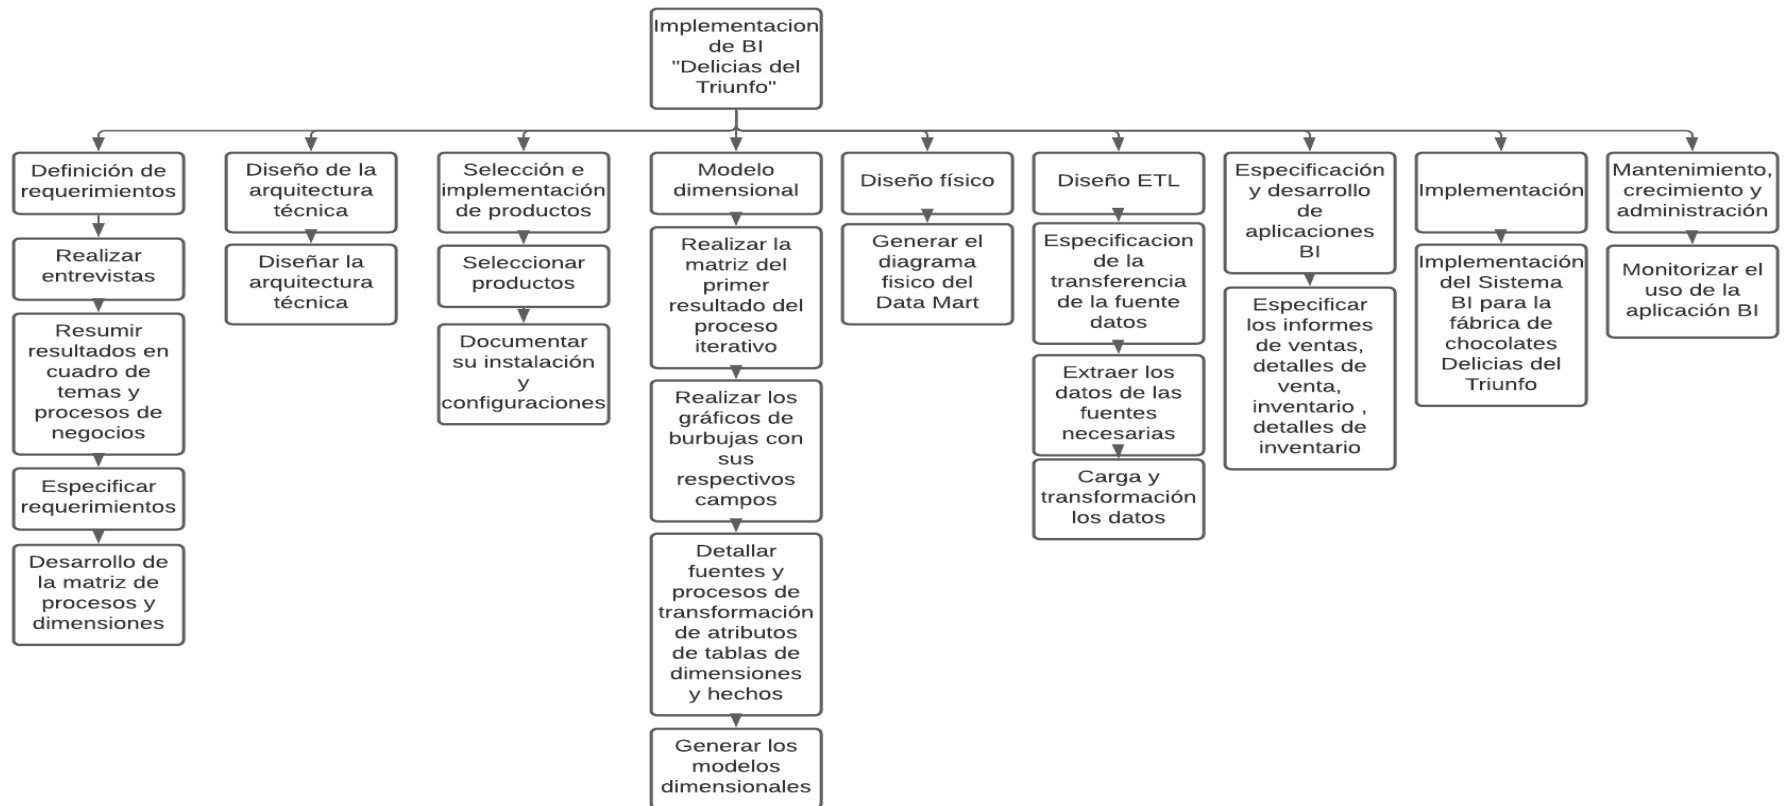 Implementacion
de BI
"Delicias del
Triunfo"
Definición de
requerimientos
Realizar
entrevistas
Resumir
resultados en
cuadro de
temas y
procesos de
negocios
Especificar
requerimientos
Desarrollo de
la matriz de
procesos y
dimensiones
Diseño de la
arquitectura
técnica
Diseñar la
arquitectura
técnica
Selección e
implementación
de productos
Seleccionar
productos
Documentar
su instalación
y
configuraciones
Modelo
dimensional
Realizar la
matriz del
primer
resultado del
proceso
iterativo
Realizar los
gráficos de
burbujas con
sus
respectivos
campos
Detallar
fuentes y
procesos de
transformación
de atributos
de tablas de
dimensiones
y hechos
Generar los
modelos
dimensionales
Diseño físico
Generar el
diagrama
fisico del
Data Mart
Diseño ETL
Especificacion
de la
transferencia
de la fuente
datos
Extraer los
datos de las
fuentes
necesarias
Carga y
transformación
los datos
Especificación
y desarrollo
de
aplicaciones
BI
Especificar
los informes
de ventas,
detalles de
venta,
inventario ,
detalles de
inventario
Implementación
Implementación
del Sistema
BI para la
fábrica de
chocolates
Delicias del
Triunfo
Mantenimiento,
crecimiento y
administración
Monitorizar el
uso de la
aplicación BI